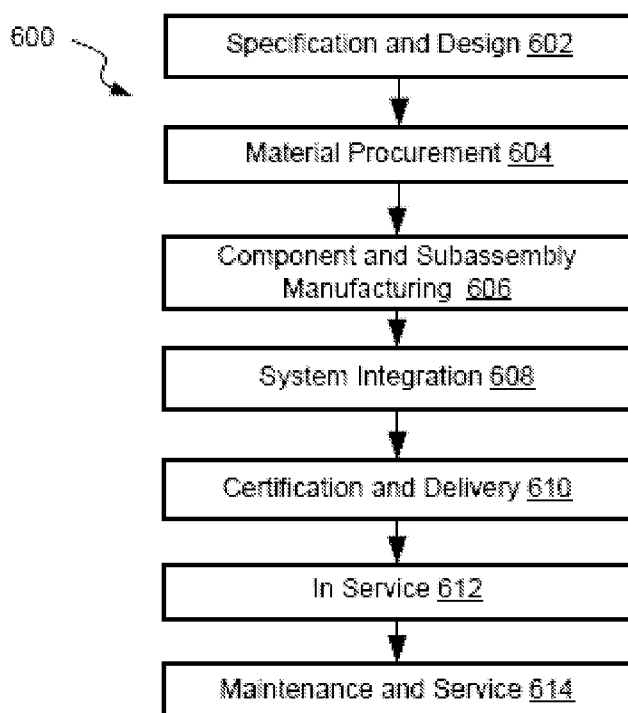 600
Specification and Design 602
Material Procurement 604
Component and Subassembly
Manufacturing 606
System Integration 608
Certification and Delivery 610
In Service 612
Maintenance and Service 614